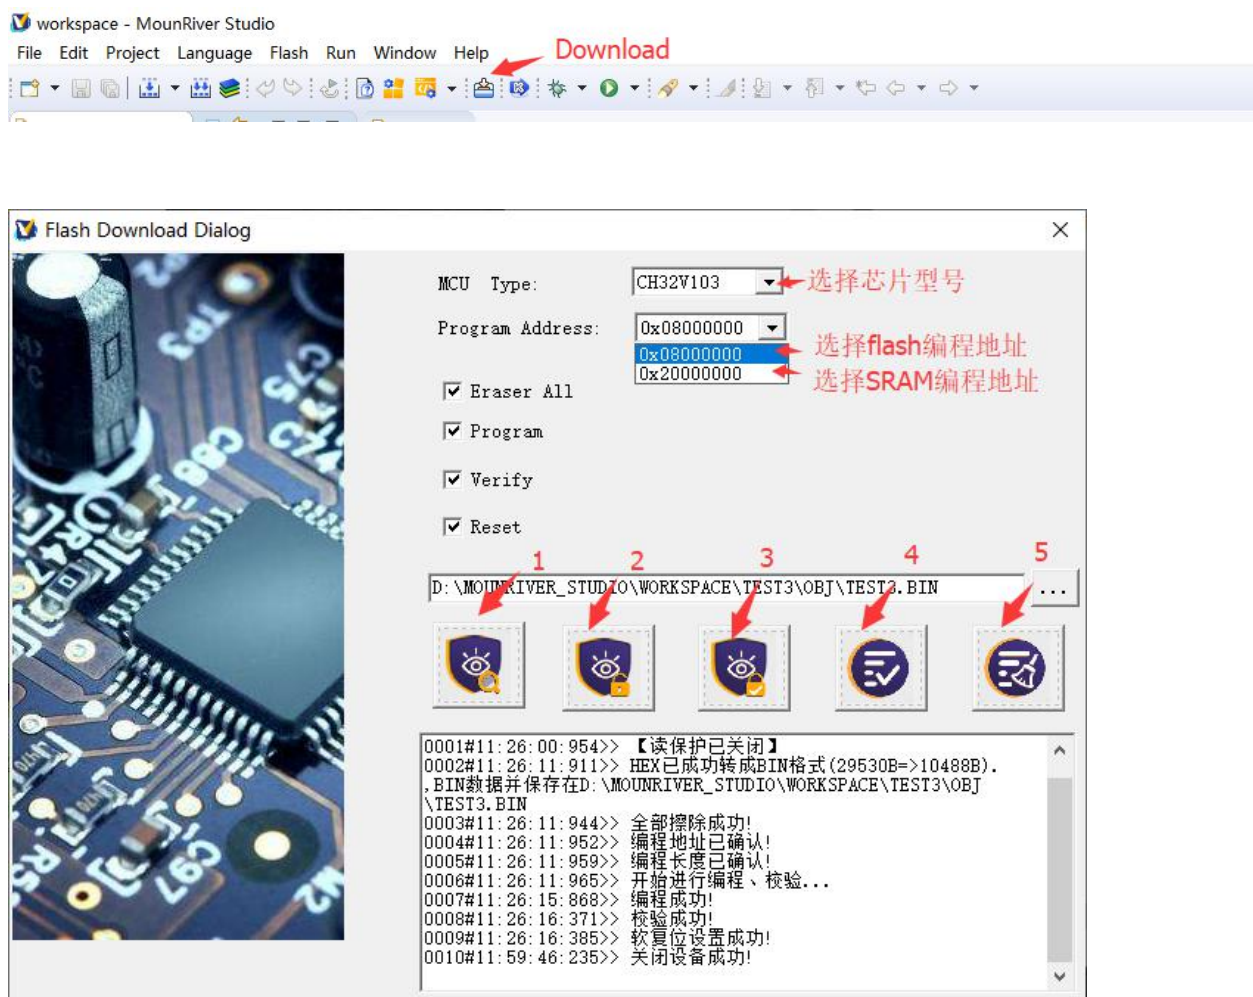 workspace - MounRiver Studio
File Edit Project Language Flash Run Window Help
Download
Flash Download Dialog
MCU Type: CH32V103 选择芯片型号
Program Address: 0x08000000
0x08000000 选择flash编程地址
0x20000000 选择SRAM编程地址
Eraser All
Program
Verify
Reset
1 2 3 4 5
D:\MOUNRIVER_STUDIO\WORKSPACE\TEST3\OBJ\TEST3.BIN ...
0001#11:26:00:954>> 【读保护已关闭】
0002#11:26:11:911>> HEX已成功转成BIN格式(29530B=>10488B).
,BIN数据并保存在D:\MOUNRIVER_STUDIO\WORKSPACE\TEST3\OBJ
\TEST3.BIN
0003#11:26:11:944>> 全部擦除成功!
0004#11:26:11:952>> 编程地址已确认!
0005#11:26:11:959>> 编程长度已确认!
0006#11:26:11:965>> 开始进行编程、校验...
0007#11:26:15:868>> 编程成功!
0008#11:26:16:371>> 校验成功!
0009#11:26:16:385>> 软复位设置成功!
0010#11:59:46:235>> 关闭设备成功!
TP2
TP3
C75
C73
C88
R47
C97
R52
W2